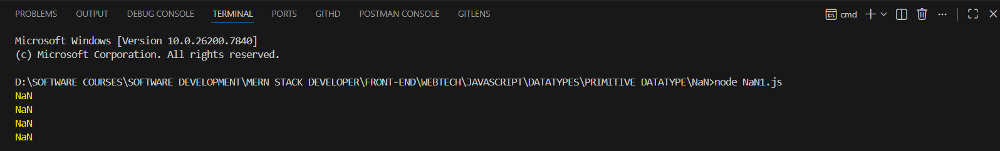 PROBLEMS OUTPUT DEBUG CONSOLE TERMINAL PORTS GITHD POSTMAN CONSOLE GITLENS cmd
Microsoft Windows [Version 10.0.26200.7840]
(c) Microsoft Corporation. All rights reserved.
D:\SOFTWARE COURSES\SOFTWARE DEVELOPMENT\MERN STACK DEVELOPER\FRONT-END\WEBTECH\JAVASCRIPT\DATATYPES\PRIMITIVE DATATYPE\NaN>node NaN1.js
NaN
NaN
NaN
NaN